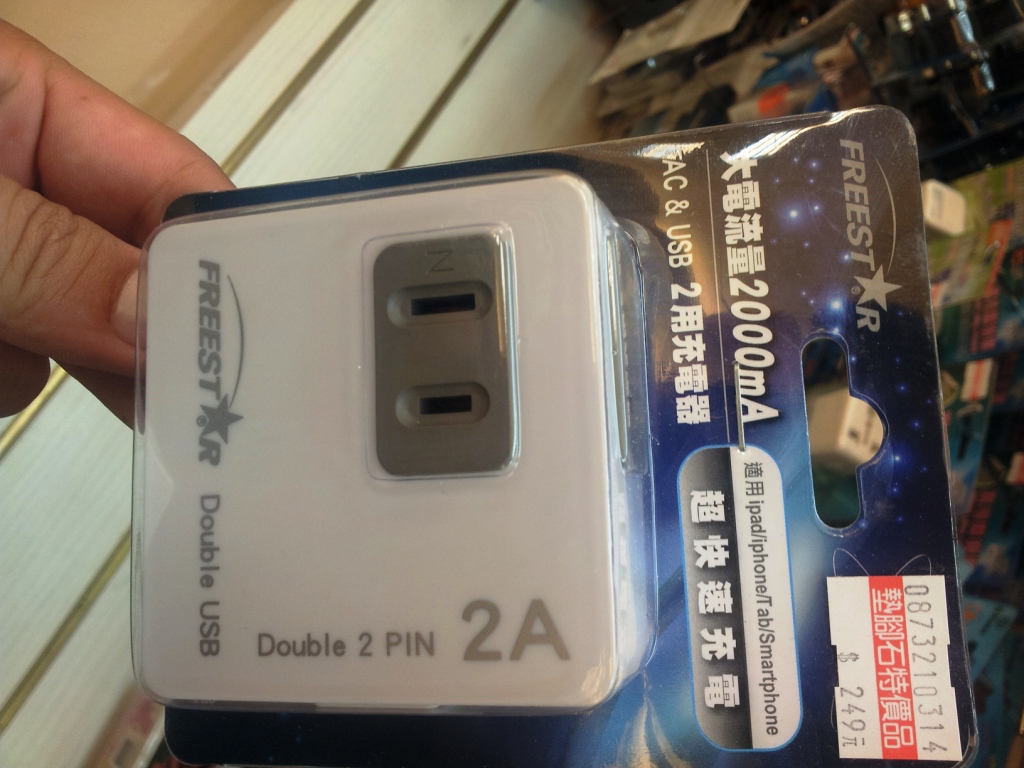 FREESTAR
大電流量2000mA
AC & USB 2用充電器
適用ipad/iphone/Tab/Smartphone
超快速充電
0873210314
墊腳石特價品
$ 249元
N
2A
Double 2 PIN
FREESTAR Double USB